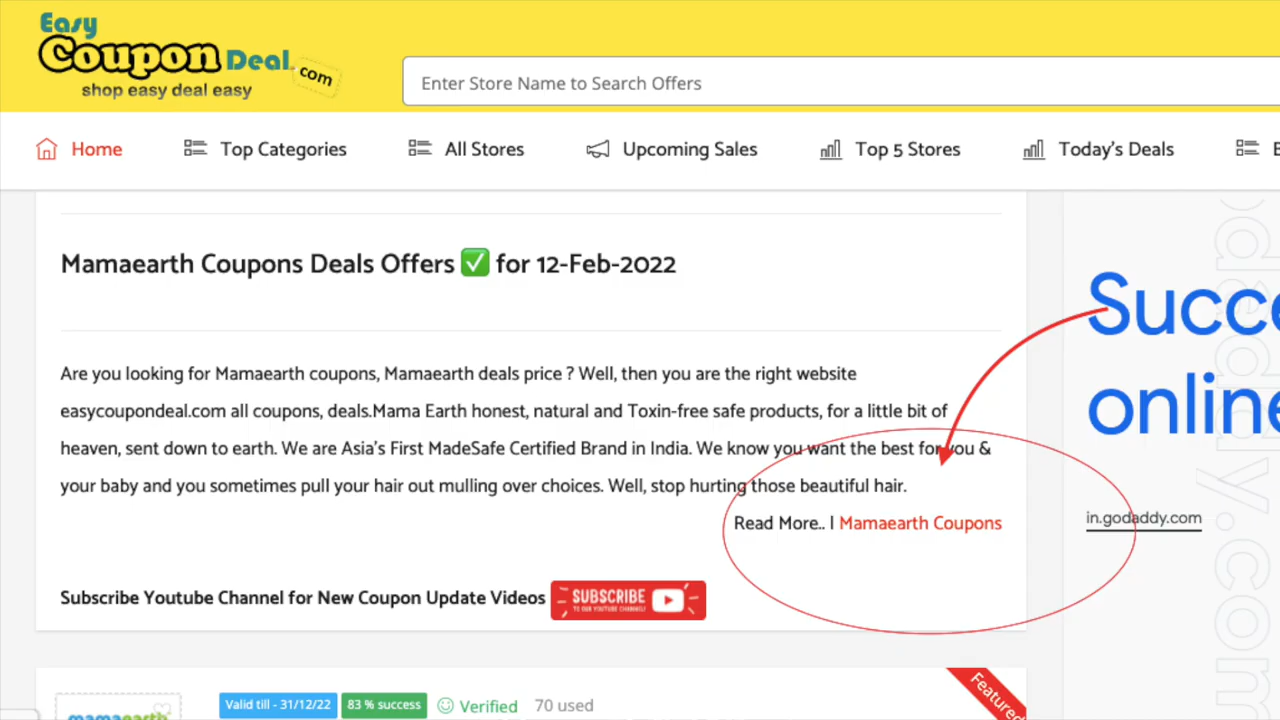 Easy
Coupon Deal.com
shop easy deal easy
Enter Store Name to Search Offers
Home
Top Categories
All Stores
Upcoming Sales
Top 5 Stores
Today's Deals
E
Mamaearth Coupons Deals Offers ✅ for 12-Feb-2022
Are you looking for Mamaearth coupons, Mamaearth deals price ? Well, then you are the right website
easycoupondeal.com all coupons, deals.Mama Earth honest, natural and Toxin-free safe products, for a little bit of
heaven, sent down to earth. We are Asia's First MadeSafe Certified Brand in India. We know you want the best for you &
your baby and you sometimes pull your hair out mulling over choices. Well, stop hurting those beautiful hair.
Read More.. | Mamaearth Coupons
Subscribe Youtube Channel for New Coupon Update Videos
SUBSCRIBE
TO OUR YOUTUBE CHANNEL!
Succe
online
in.godaddy.com
odaddy.com
mamaearth
Valid till - 31/12/22
83 % success
Verified
70 used
Featured